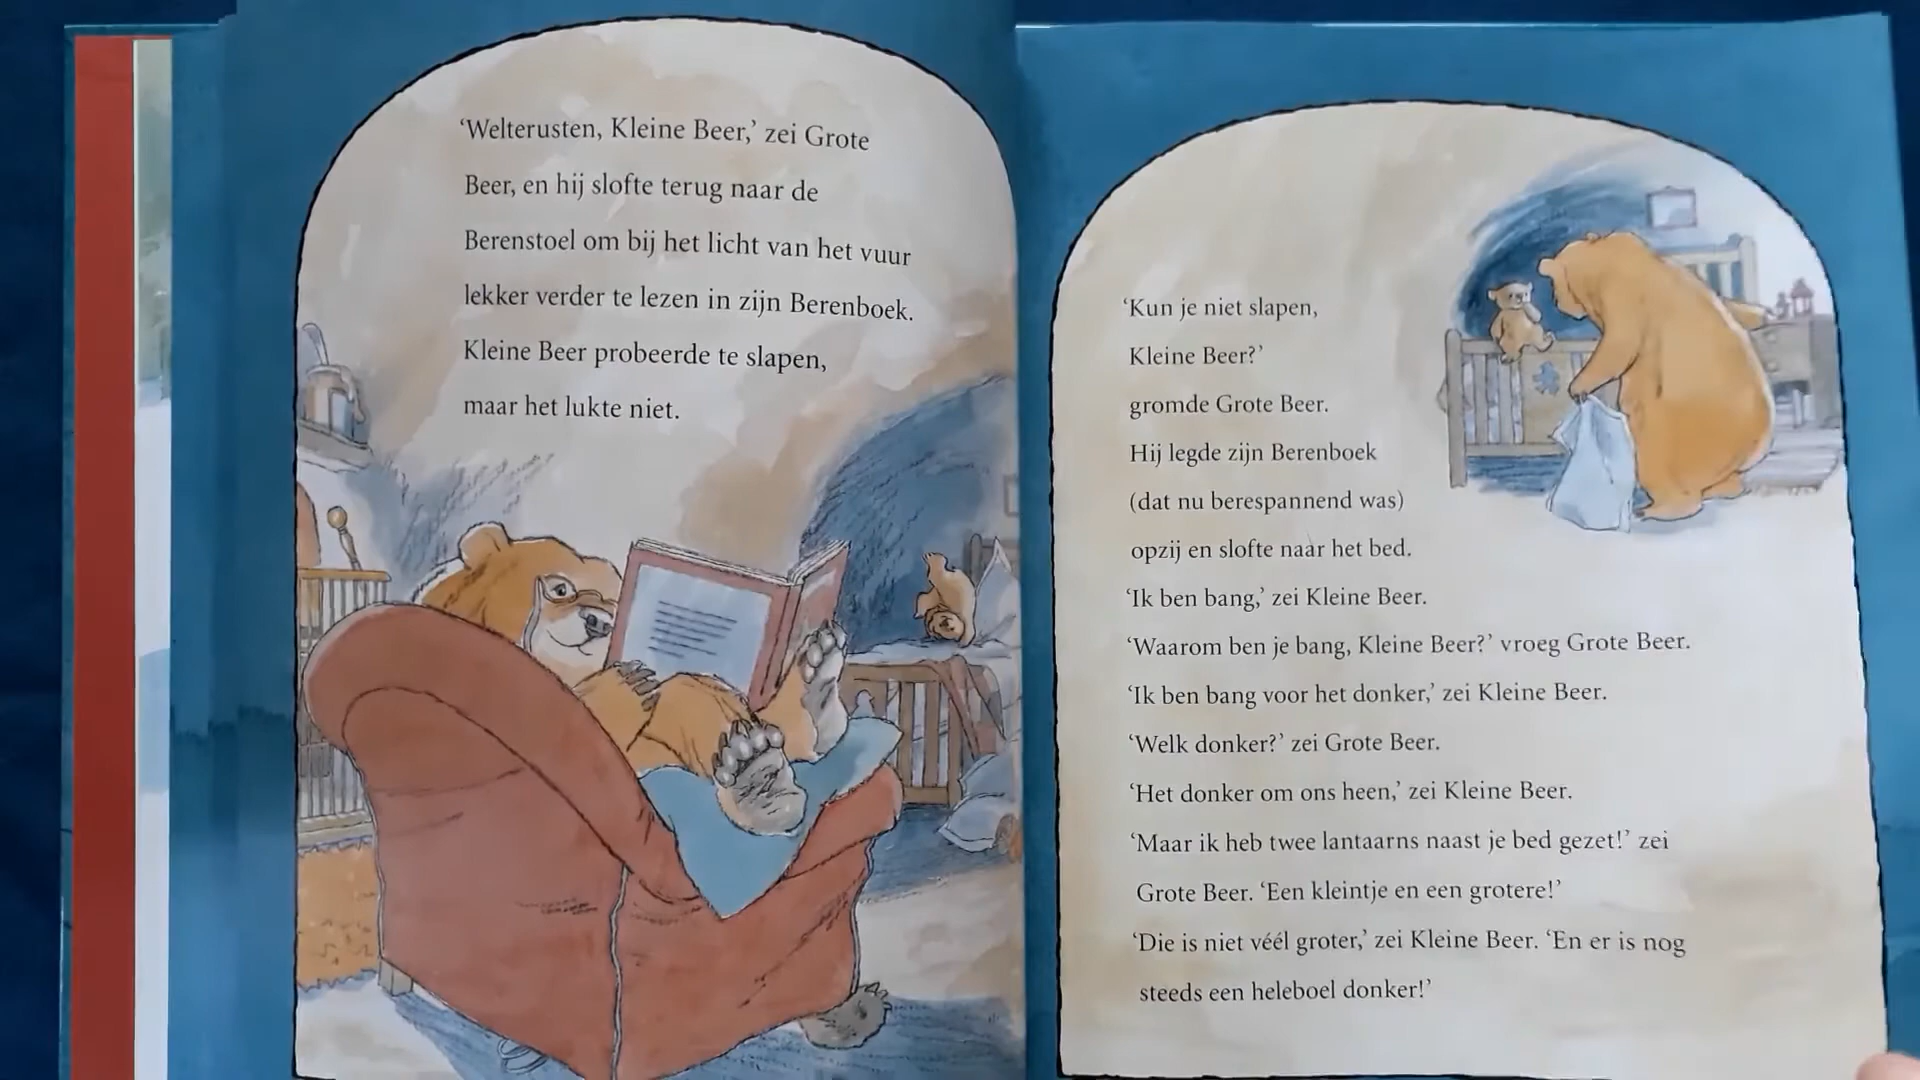 ‘Welterusten, Kleine Beer,’ zei Grote
Beer, en hij slofte terug naar de
Berenstoel om bij het licht van het vuur
lekker verder te lezen in zijn Berenboek.
Kleine Beer probeerde te slapen,
maar het lukte niet.
‘Kun je niet slapen,
Kleine Beer?’
gromde Grote Beer.
Hij legde zijn Berenboek
(dat nu berespannend was)
opzij en slofte naar het bed.
‘Ik ben bang,’ zei Kleine Beer.
‘Waarom ben je bang, Kleine Beer?’ vroeg Grote Beer.
‘Ik ben bang voor het donker,’ zei Kleine Beer.
‘Welk donker?’ zei Grote Beer.
‘Het donker om ons heen,’ zei Kleine Beer.
‘Maar ik heb twee lantaarns naast je bed gezet!’ zei
Grote Beer. ‘Een kleintje en een grotere!’
‘Die is niet véél groter,’ zei Kleine Beer. ‘En er is nog
steeds een heleboel donker!’